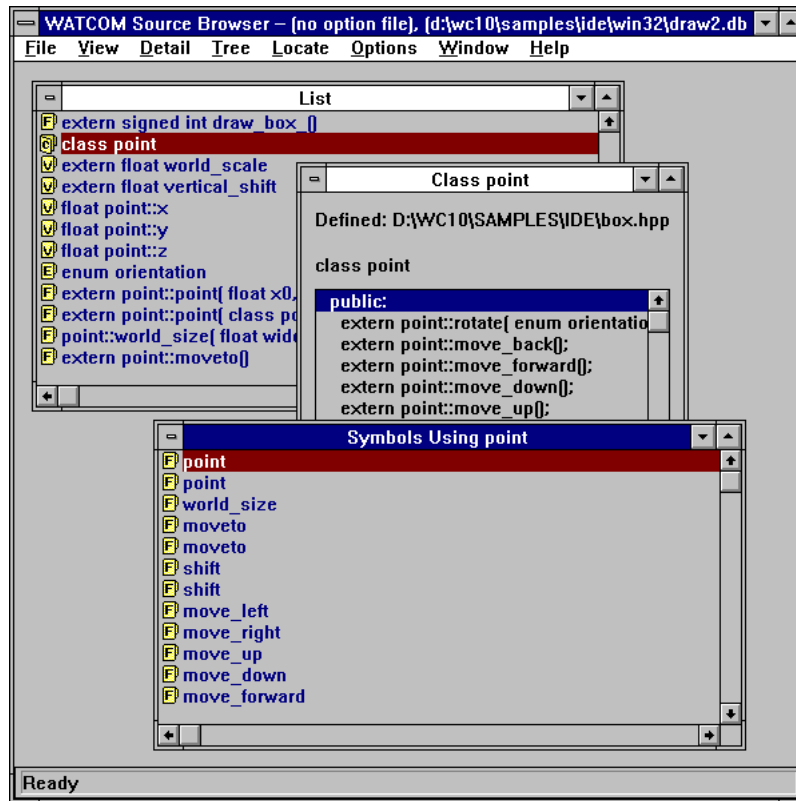 WATCOM Source Browser – (no option file), (d:\wc10\samples\ide\win32\draw2.db
File View Detail Tree Locate Options Window Help
List
F extern signed int draw_box_()
C class point
V extern float world_scale
V extern float vertical_shift
V float point::x
V float point::y
V float point::z
E enum orientation
F extern point::point( float x0,
F extern point::point( class po
F point::world_size( float wide
F extern point::moveto()
Class point
Defined: D:\WC10\SAMPLES\IDE\box.hpp
class point
public:
extern point::rotate( enum orientatio
extern point::move_back();
extern point::move_forward();
extern point::move_down();
extern point::move_up();
Symbols Using point
F point
F point
F world_size
F moveto
F moveto
F shift
F shift
F move_left
F move_right
F move_up
F move_down
F move_forward
Ready